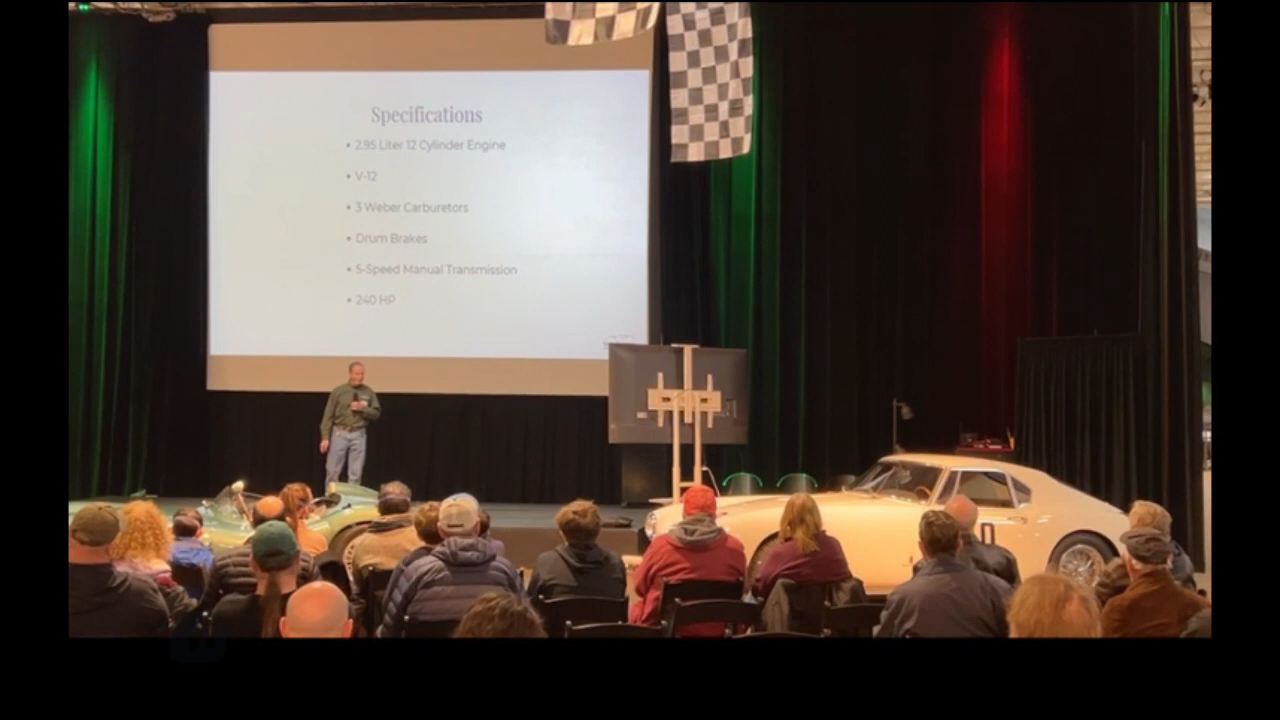 Specifications
• 2.95 Liter 12 Cylinder Engine
• V-12
• 3 Weber Carburetors
• Drum Brakes
• 5-Speed Manual Transmission
• 240 HP
0